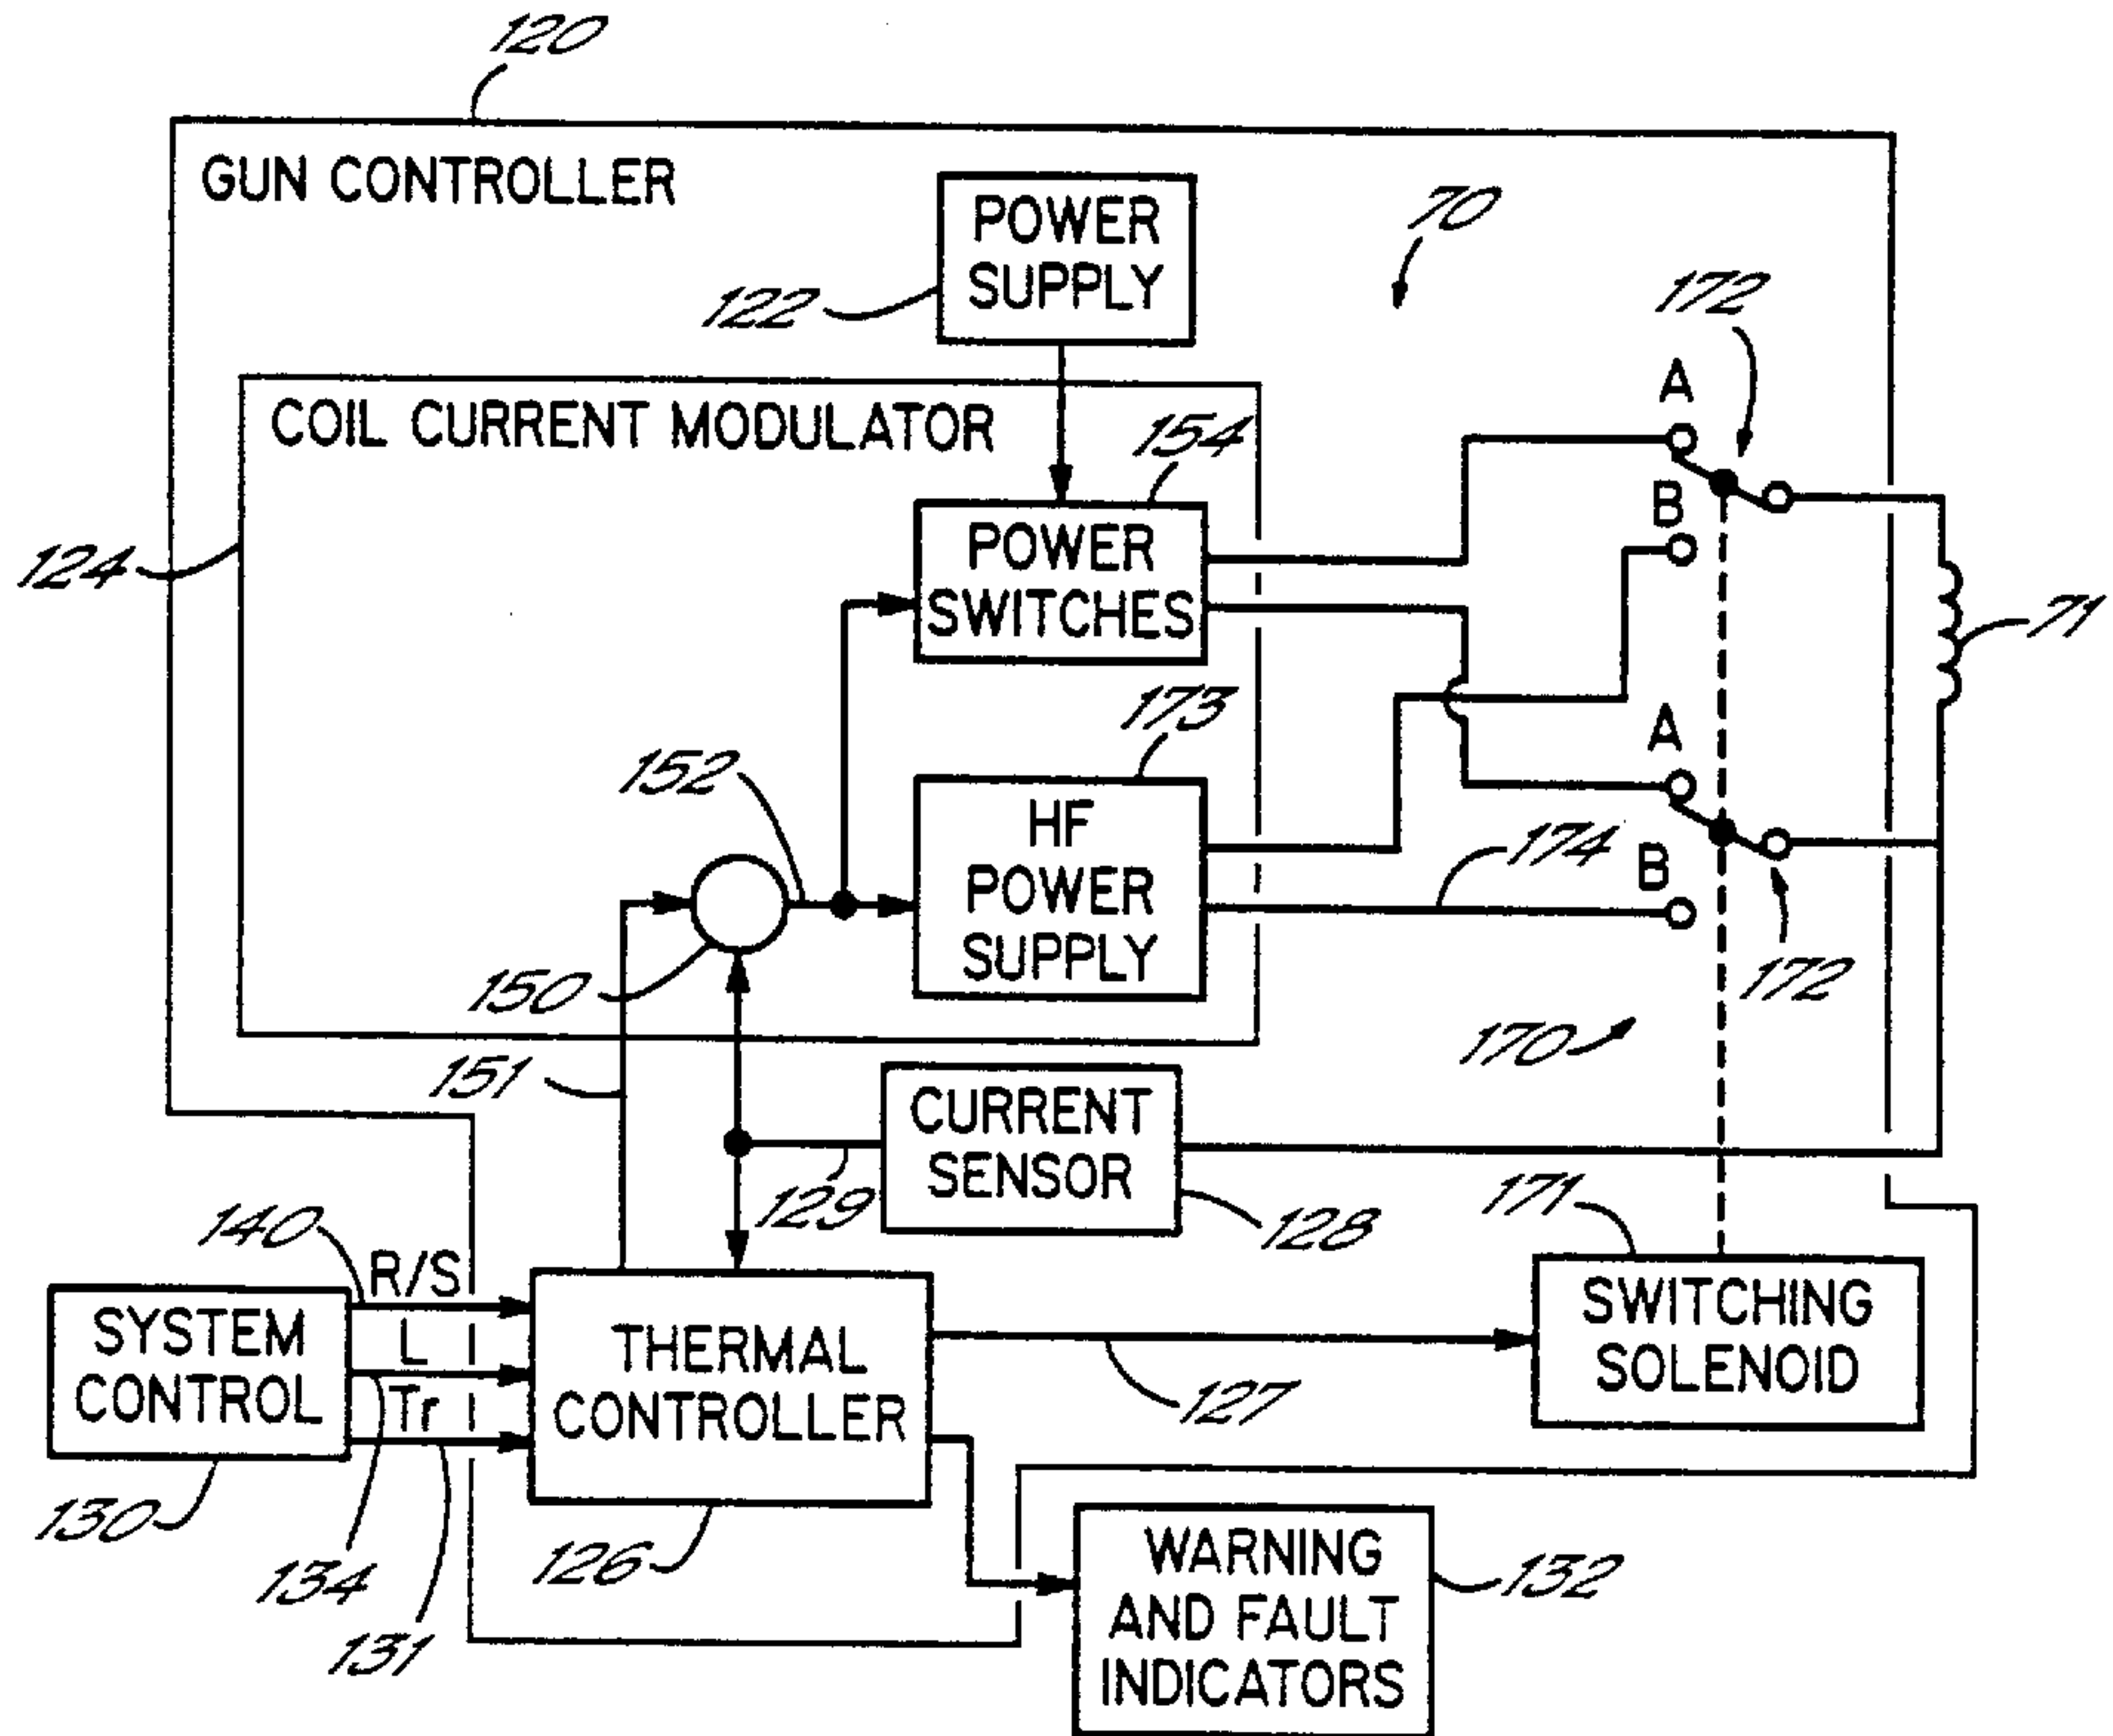 120
GUN CONTROLLER
POWER
SUPPLY
122
70
172
COIL CURRENT MODULATOR
154
A
B
124
POWER
SWITCHES
71
173
152
A
HF
POWER
SUPPLY
174
B
150
172
170
151
CURRENT
SENSOR
129
128
171
140
R/S
L
Tr
SYSTEM
CONTROL
THERMAL
CONTROLLER
127
SWITCHING
SOLENOID
130
134
131
126
WARNING
AND FAULT
INDICATORS
132